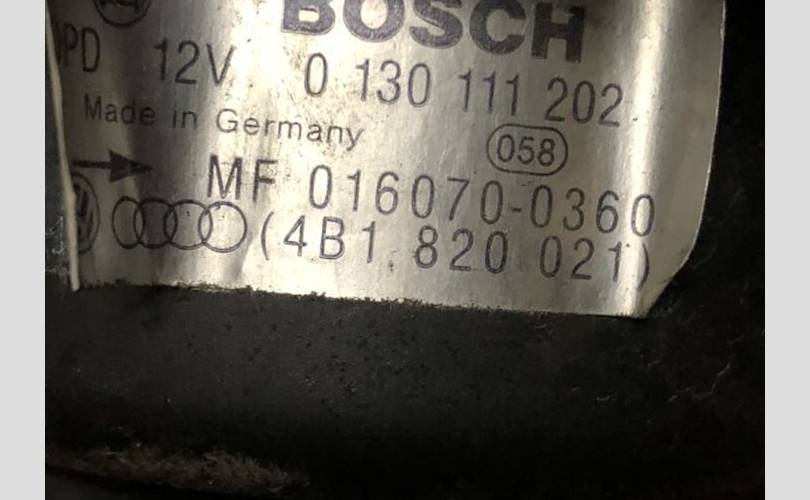 BOSCH
PD 12V 0 130 111 202
Made in Germany
058
MF 016070-0360
(4B1 820 021)